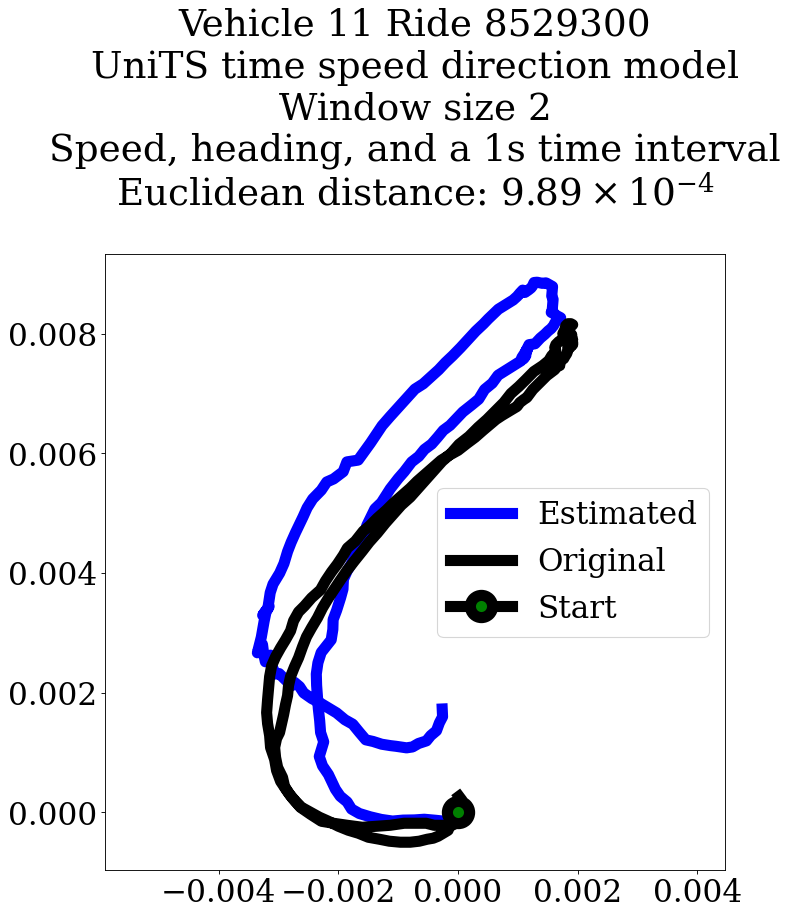 Vehicle 11 Ride 8529300
UniTS time speed direction model
Window size 2
Speed, heading, and a 1s time interval
Euclidean distance: 9.89 × 10⁻⁴
0.008
0.006
0.004
0.002
0.000
Estimated
Original
Start
−0.004 −0.002 0.000 0.002 0.004